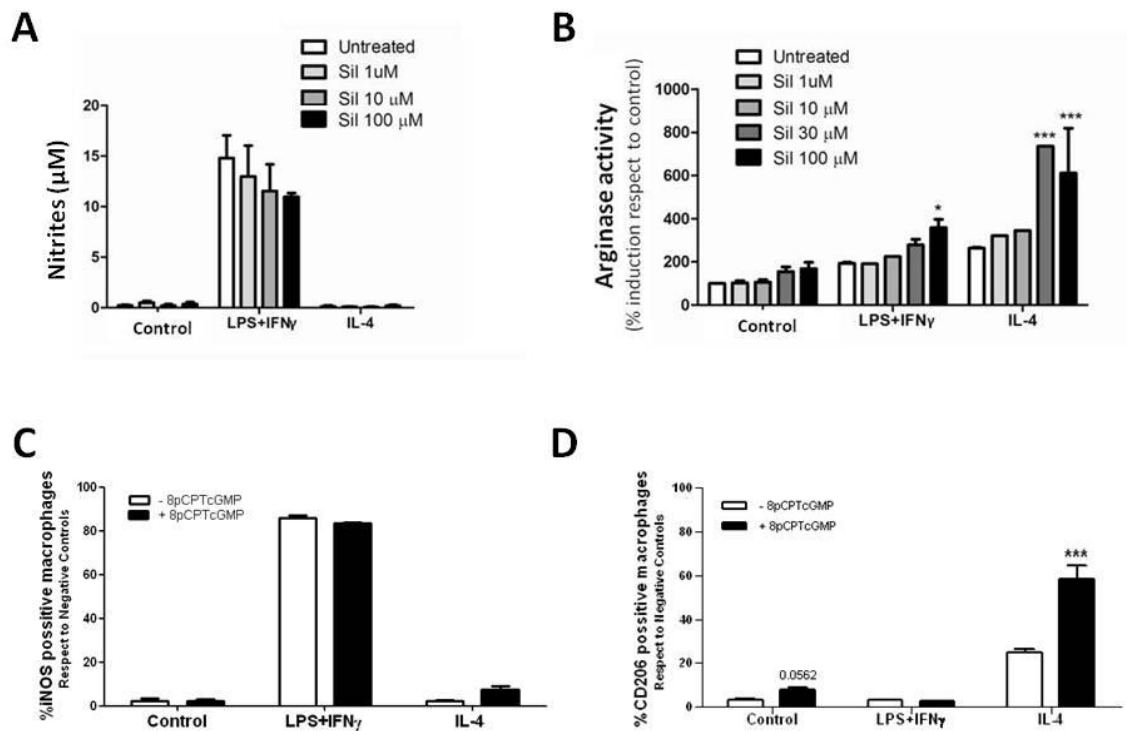 A
Untreated
Sil 1uM
Sil 10 μM
Sil 100 μM
Nitrites (μM)
20
15
10
5
0
Control
LPS+IFNγ
IL-4
B
Untreated
Sil 1uM
Sil 10 μM
Sil 30 μM
Sil 100 μM
Arginase activity
(% induction respect to control)
1000
800
600
400
200
0
***
***
*
Control
LPS+IFNγ
IL-4
C
%iNOS possitive macrophages
Respect to Negative Controls
- 8pCPTcGMP
+ 8pCPTcGMP
100
80
60
40
20
0
Control
LPS+IFNγ
IL-4
D
%CD206 possitive macrophages
Respect to Negative Controls
- 8pCPTcGMP
+ 8pCPTcGMP
100
80
60
40
20
0
***
0.0562
Control
LPS+IFNγ
IL-4